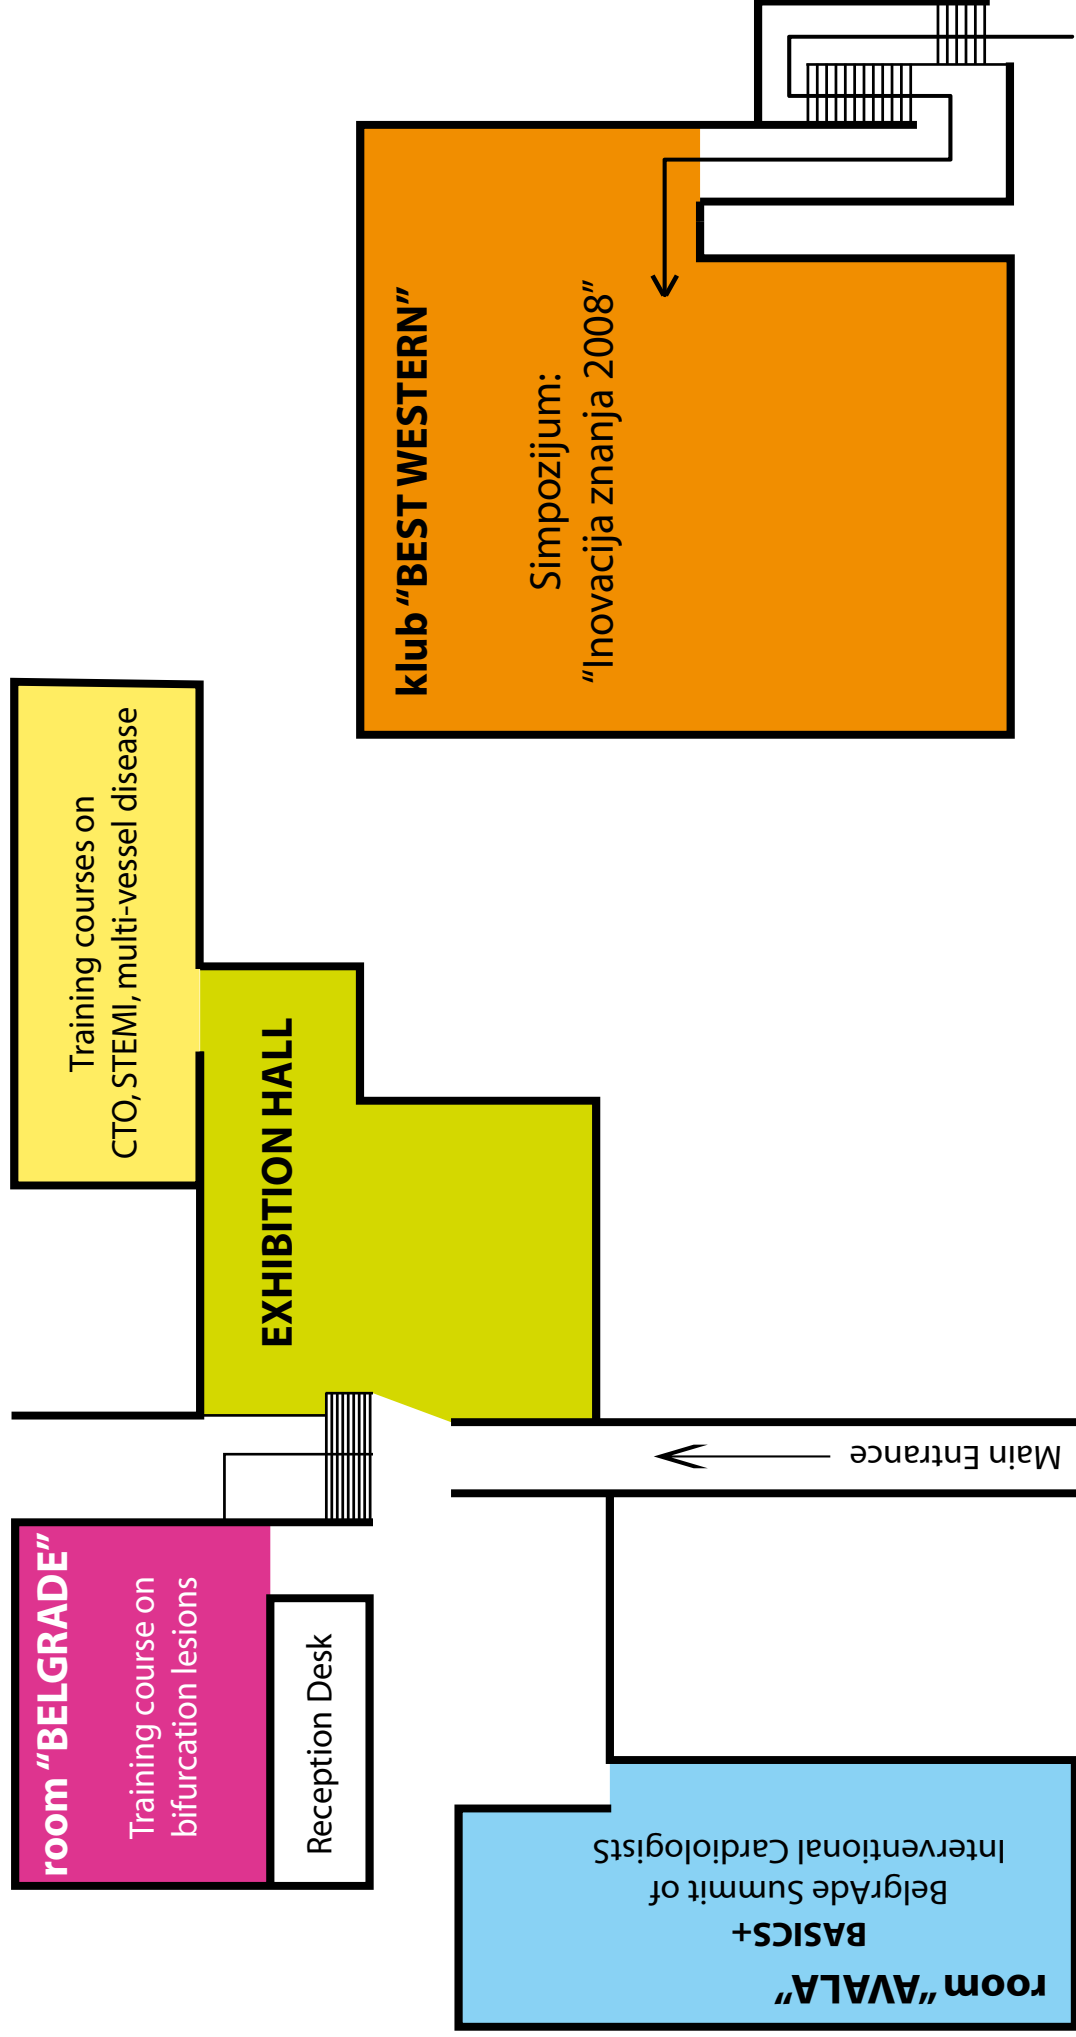 room “BELGRADE”
Training course on
bifurcation lesions
Reception Desk
Training courses on
CTO, STEMI, multi-vessel disease
EXHIBITION HALL
klub “BEST WESTERN”
Simpozijum:
“Inovacija znanja 2008”
Main Entrance
room “AVALA”
BASICS+
BelgrAde Summit of
Interventional CardiologistS